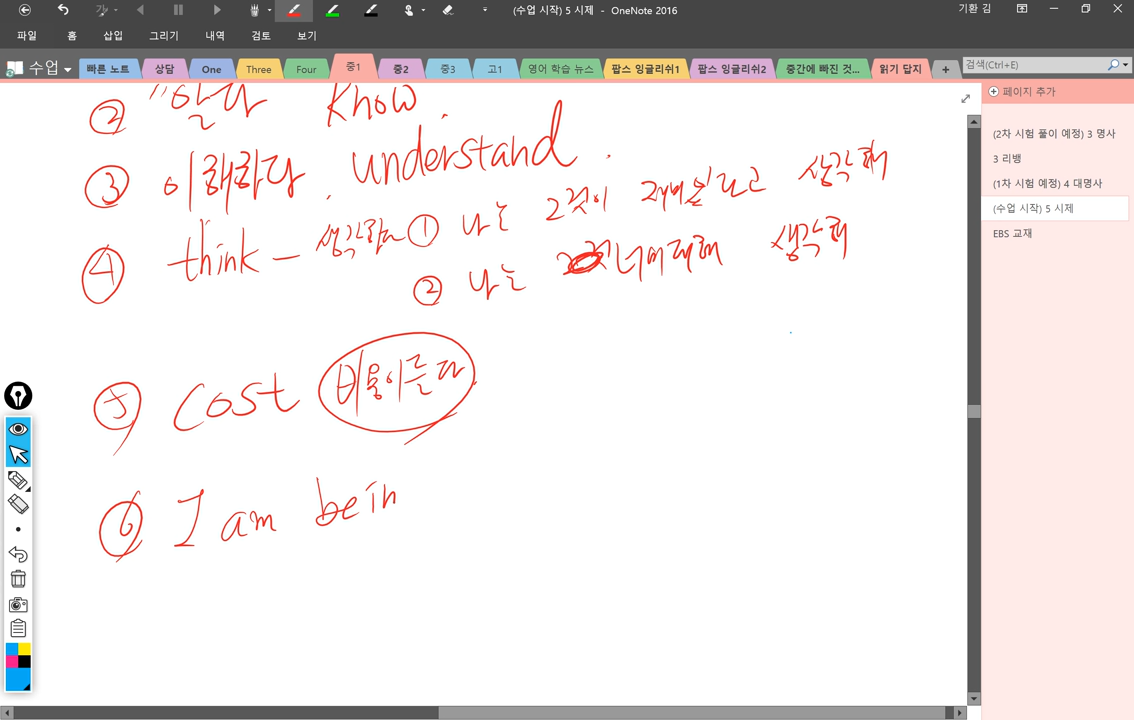 (수업 시작) 5 시제 - OneNote 2016
기환 김
파일 홈 삽입 그리기 내역 검토 보기
수업 빠른 노트 상담 One Three Four 중1 중2 중3 고1 영어 학습 뉴스 팝스 잉글리쉬1 팝스 잉글리쉬2 중간에 빠진 것... 읽기 답지 + 검색(Ctrl+E)
페이지 추가
(2차 시험 풀이 예정) 3 명사
3 리뱅
(1차 시험 예정) 4 대명사
(수업 시작) 5 시제
EBS 교재
② "알다 know.
③ 이해하다. understand.
④ think - 생각하다 ① 나는 그것이 재미있다고 생각해
② 나는 너에 대해 생각해
⑤ cost 비용이 들다
⑥ I am bein